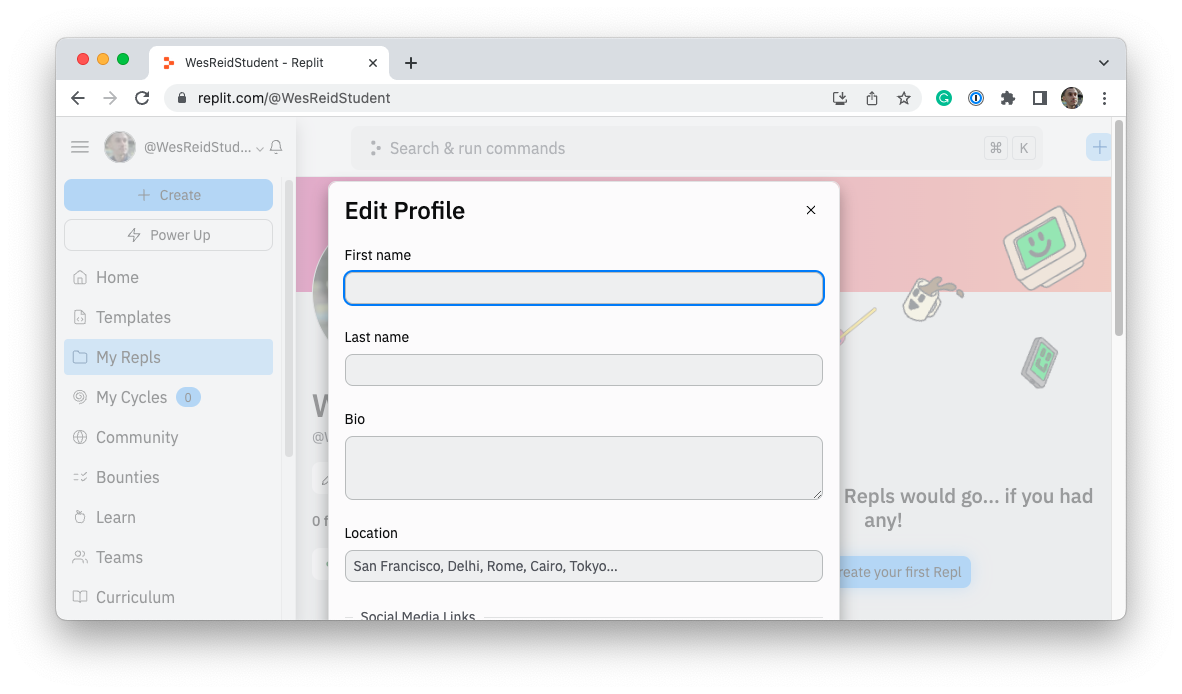 WesReidStudent - Replit
replit.com/@WesReidStudent
@WesReidStud...
Search & run commands
⌘ K
Create
Power Up
Home
Templates
My Repls
My Cycles 0
Community
Bounties
Learn
Teams
Curriculum
Edit Profile
First name
Last name
Bio
Location
San Francisco, Delhi, Rome, Cairo, Tokyo...
Social Media Links
W
@W
0 f
Repls would go... if you had
any!
reate your first Repl